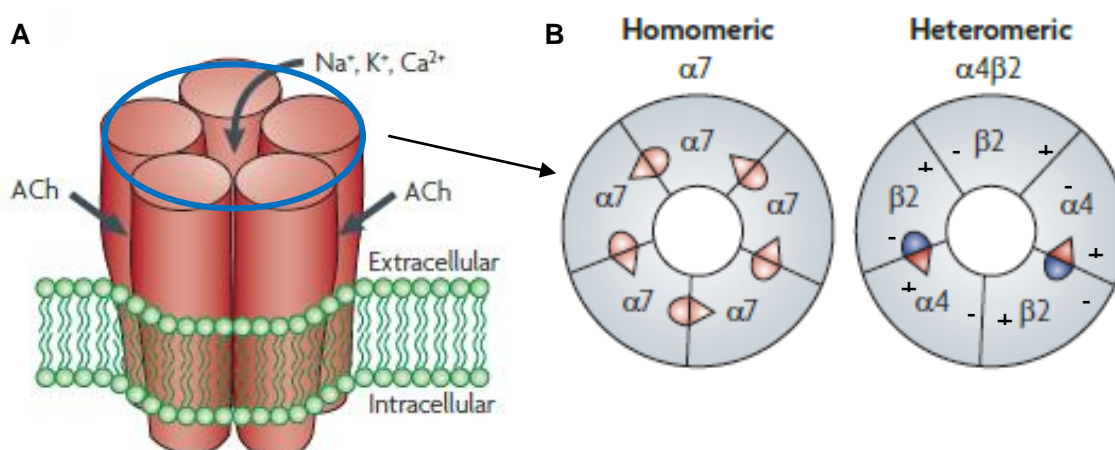 A
Na⁺, K⁺, Ca²⁺
ACh
ACh
Extracellular
Intracellular
B
Homomeric
α7
α7
α7
α7
α7
α7
Heteromeric
α4β2
- β2 +
+ -
β2 α4
- +
+ -
α4 - + β2